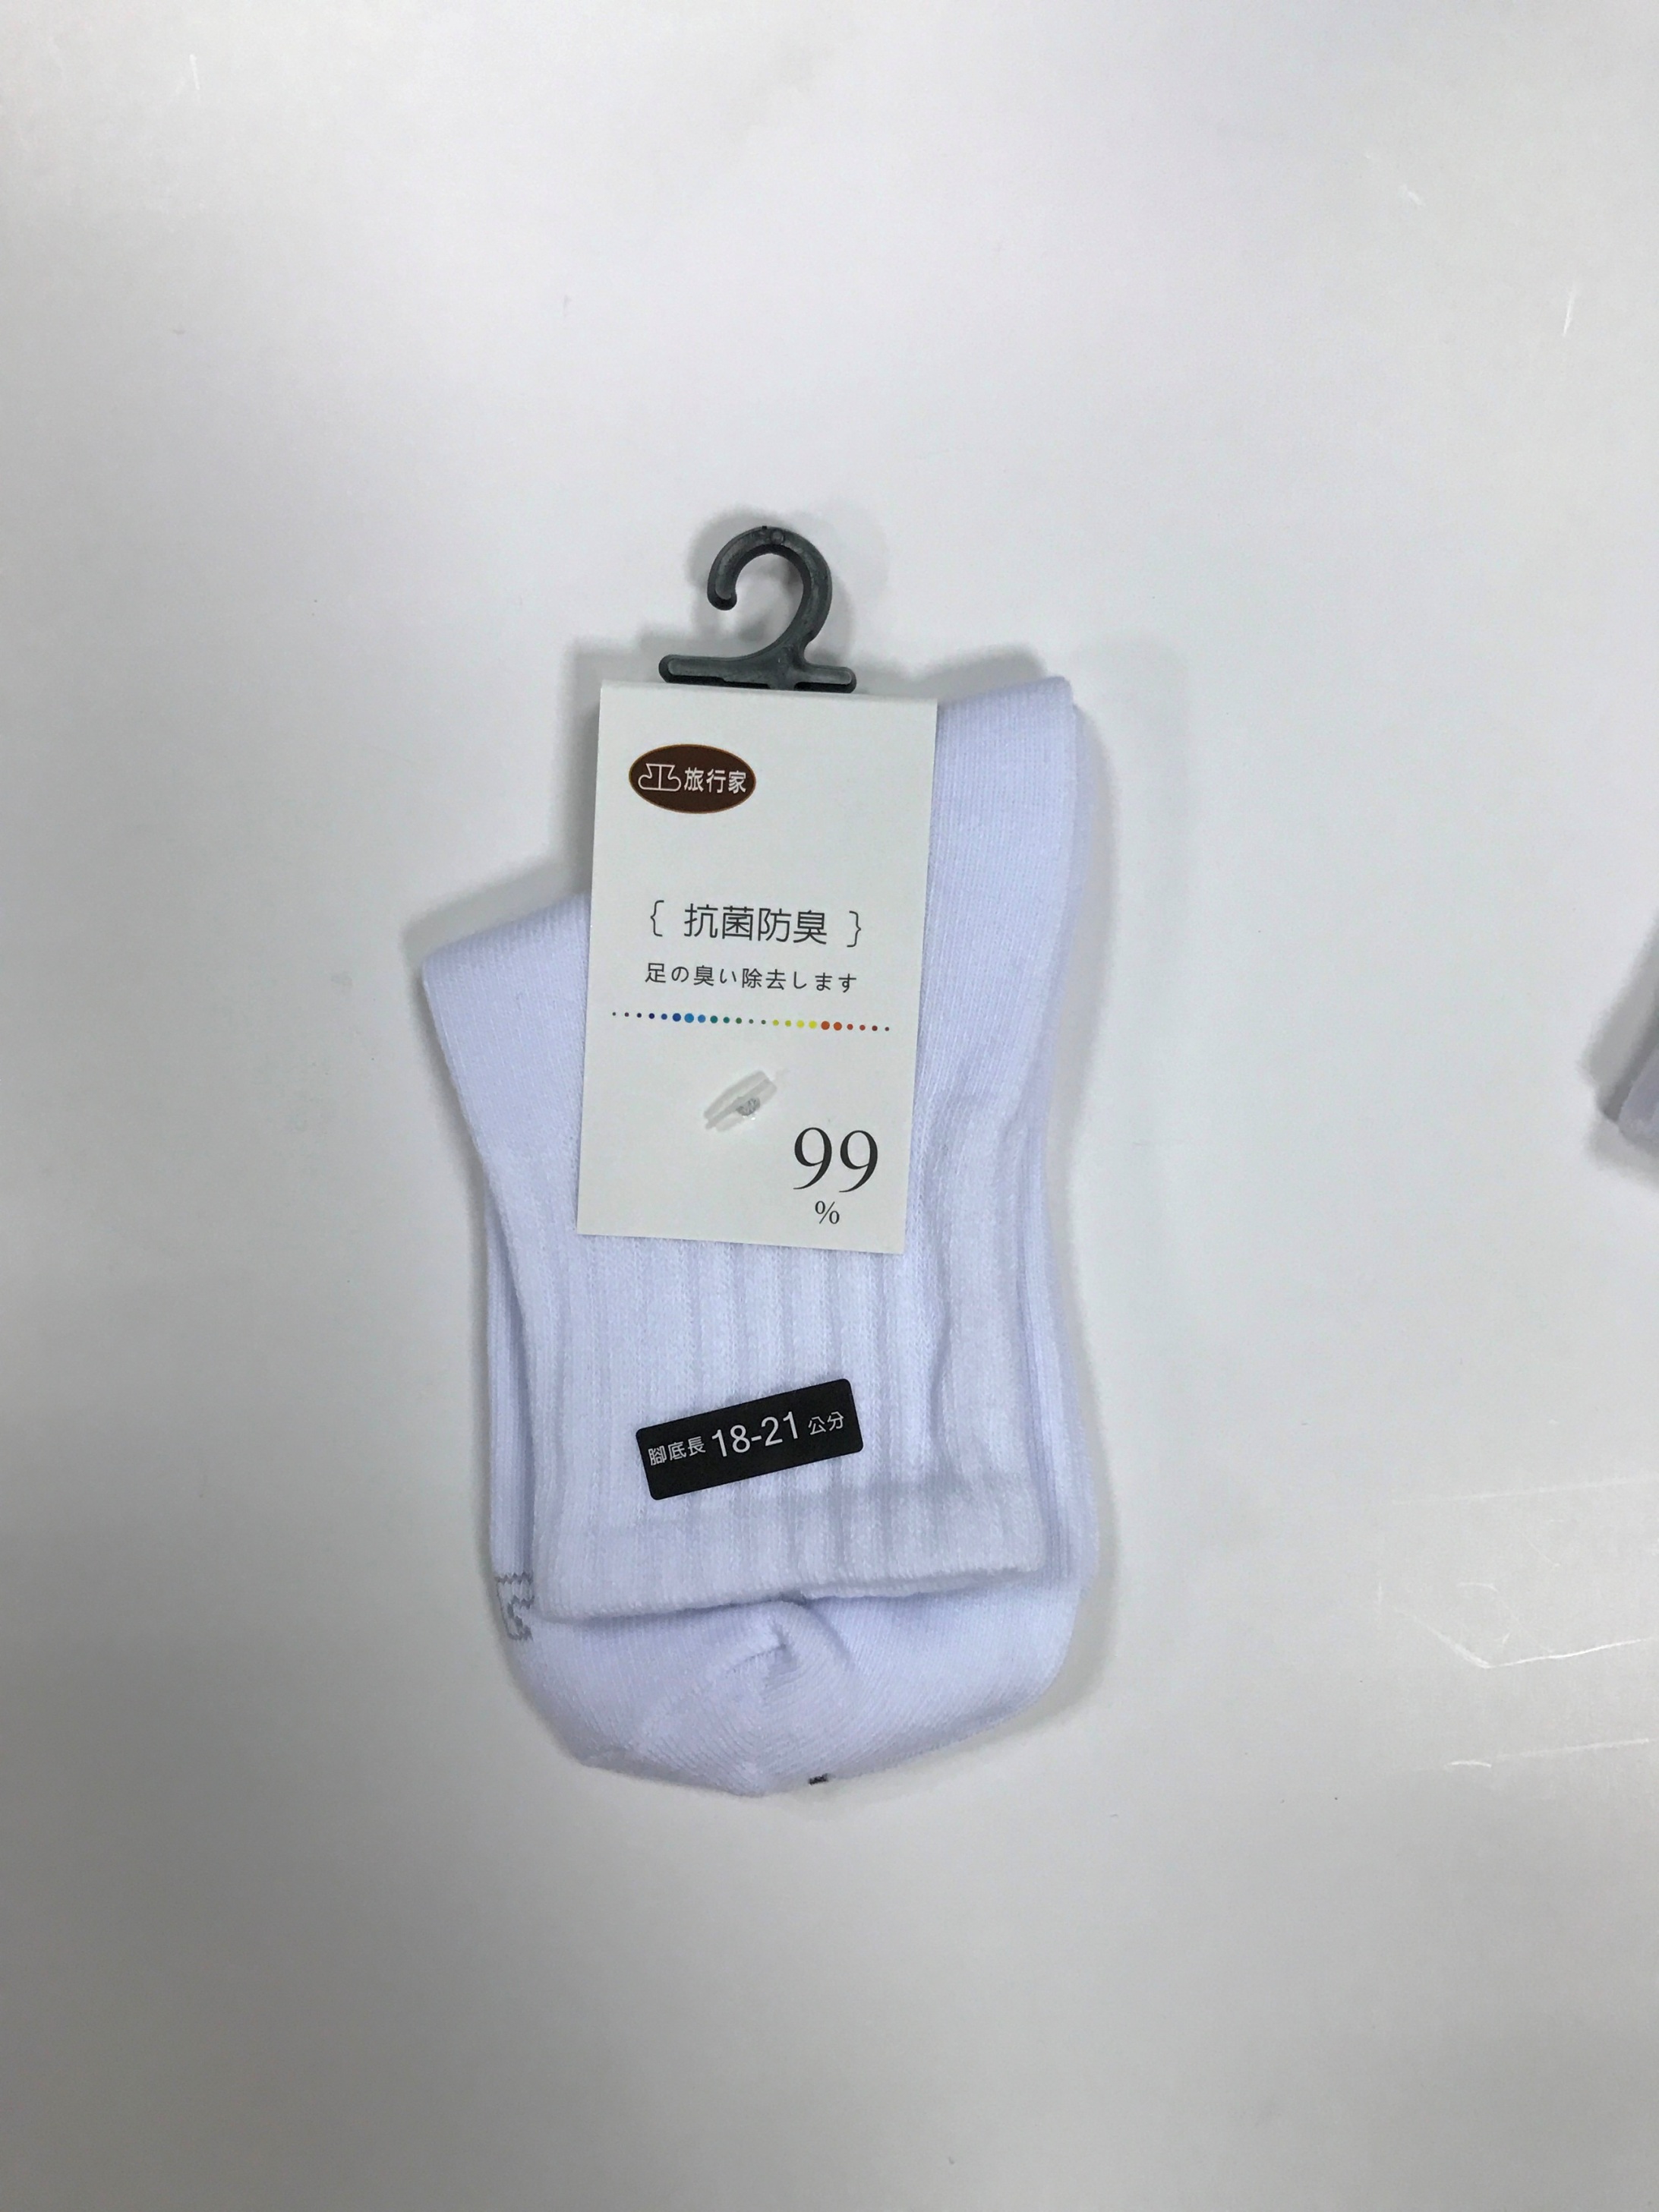 旅行家
{ 抗菌防臭 }
足の臭い除去します
99
%
腳底長 18-21 公分